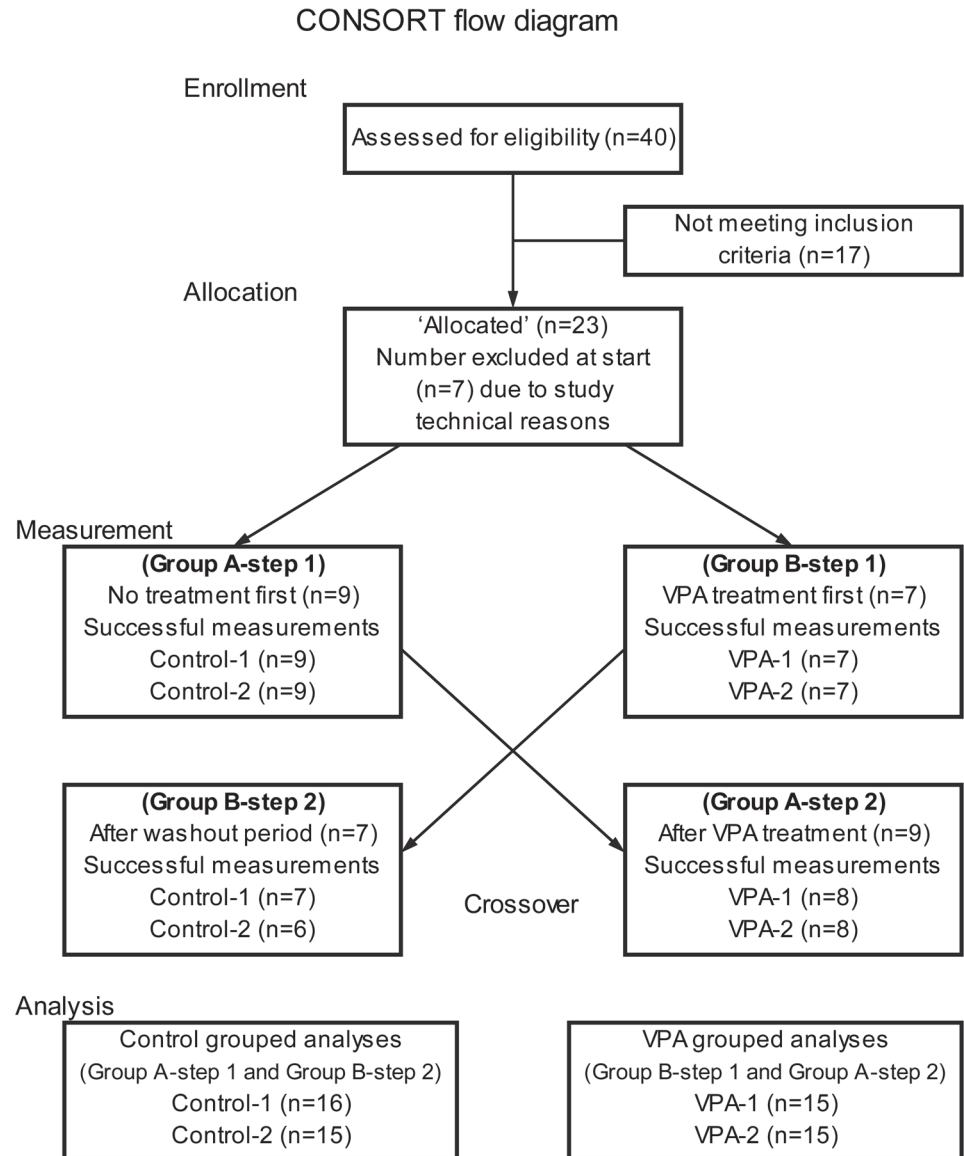 CONSORT flow diagram
Enrollment
Assessed for eligibility (n=40)
Not meeting inclusion
criteria (n=17)
Allocation
‘Allocated’ (n=23)
Number excluded at start
(n=7) due to study
technical reasons
Measurement
(Group A-step 1)
No treatment first (n=9)
Successful measurements
Control-1 (n=9)
Control-2 (n=9)
(Group B-step 1)
VPA treatment first (n=7)
Successful measurements
VPA-1 (n=7)
VPA-2 (n=7)
(Group B-step 2)
After washout period (n=7)
Successful measurements
Control-1 (n=7)
Control-2 (n=6)
Crossover
(Group A-step 2)
After VPA treatment (n=9)
Successful measurements
VPA-1 (n=8)
VPA-2 (n=8)
Analysis
Control grouped analyses
(Group A-step 1 and Group B-step 2)
Control-1 (n=16)
Control-2 (n=15)
VPA grouped analyses
(Group B-step 1 and Group A-step 2)
VPA-1 (n=15)
VPA-2 (n=15)